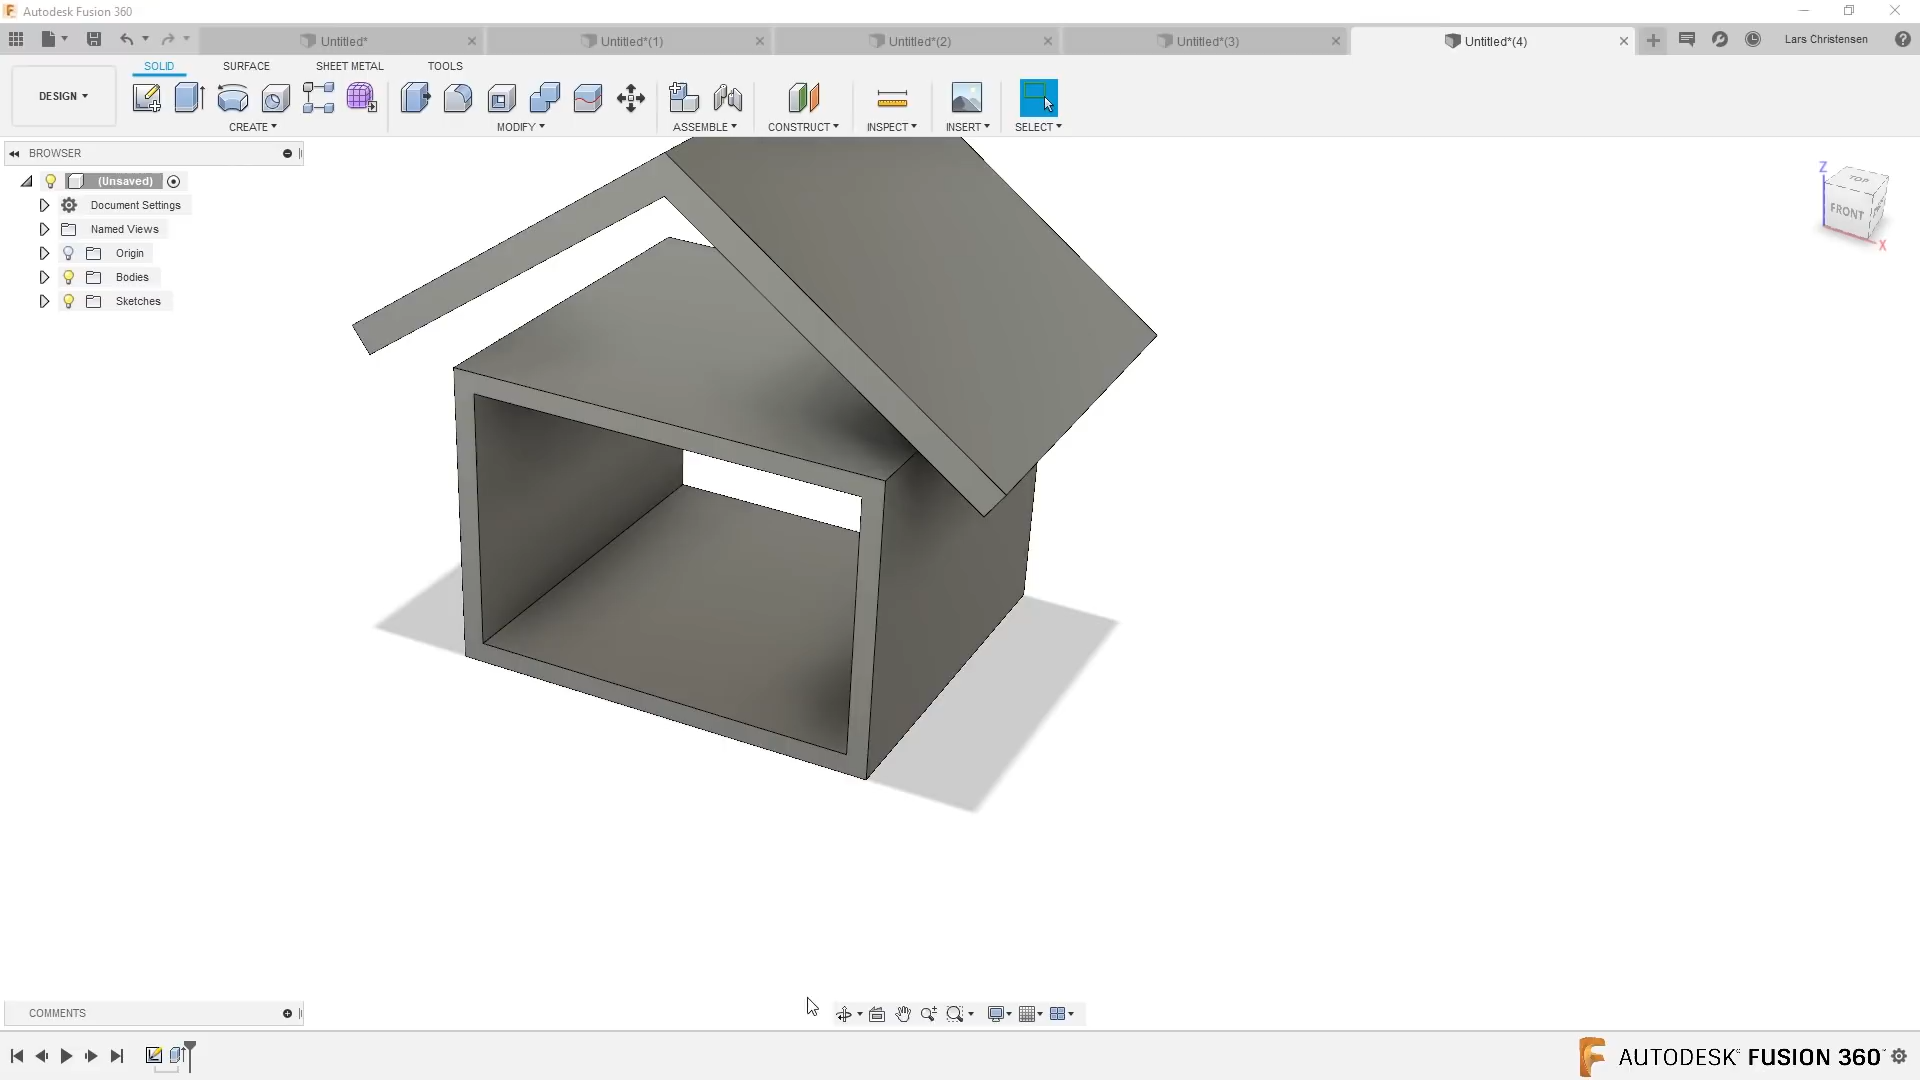 Autodesk Fusion 360
Untitled*
Untitled*(1)
Untitled*(2)
Untitled*(3)
Untitled*(4)
Lars Christensen
DESIGN
SOLID
SURFACE
SHEET METAL
TOOLS
CREATE
MODIFY
ASSEMBLE
CONSTRUCT
INSPECT
INSERT
SELECT
BROWSER
(Unsaved)
Document Settings
Named Views
Origin
Bodies
Sketches
Z
TOP
FRONT
X
COMMENTS
AUTODESK FUSION 360